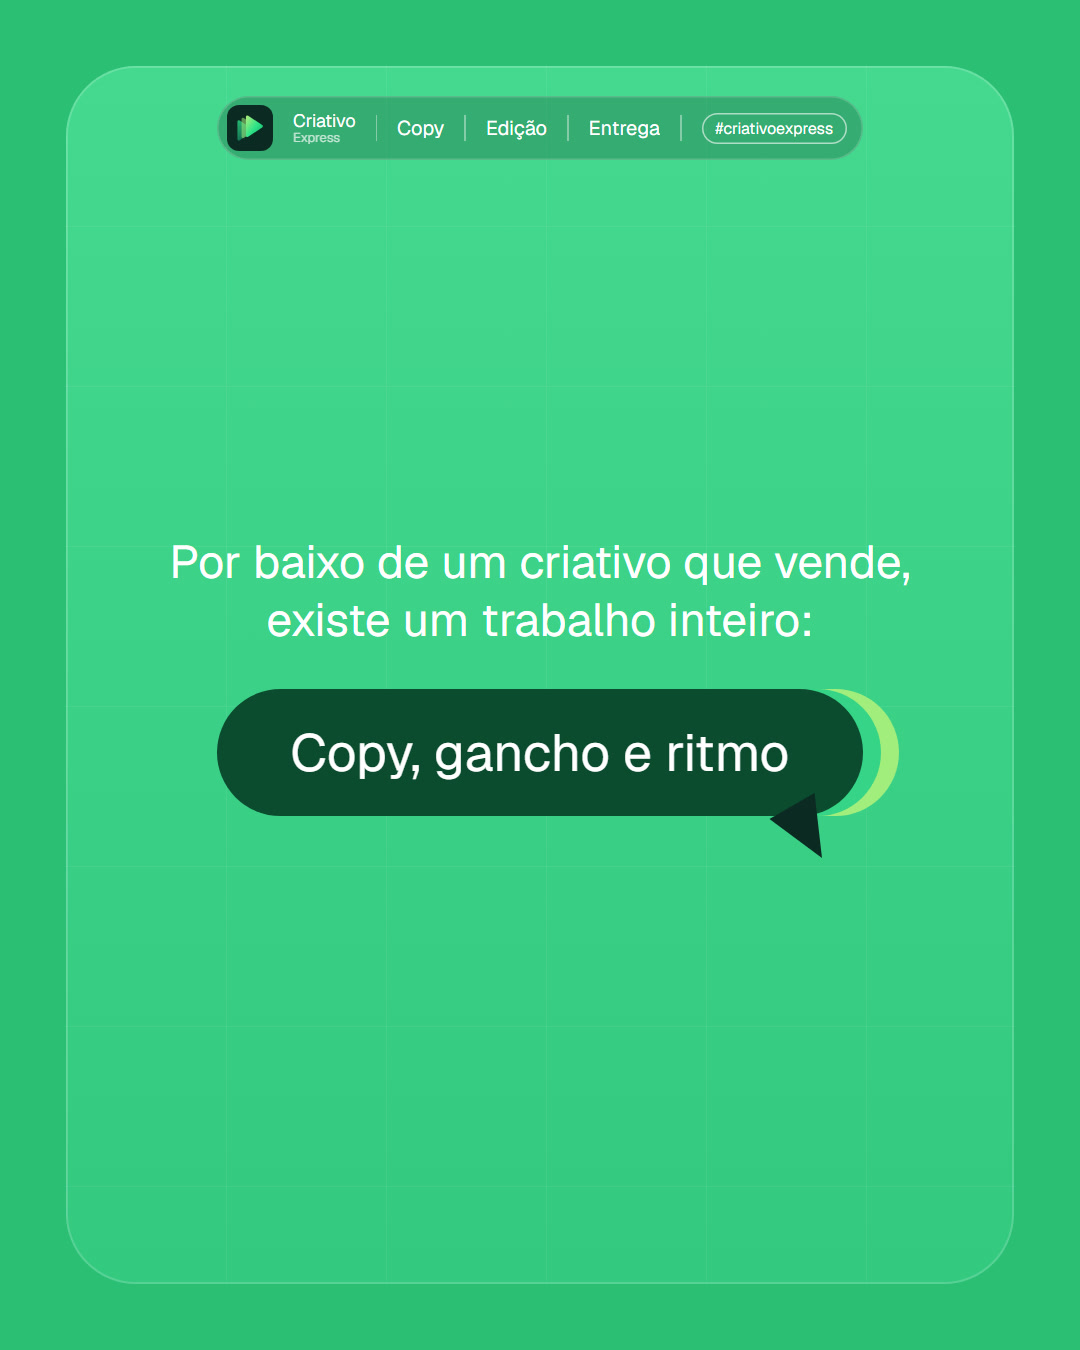 Criativo
Express
Copy
Edição
Entrega
#criativoexpress
Por baixo de um criativo que vende,
existe um trabalho inteiro:
Copy, gancho e ritmo